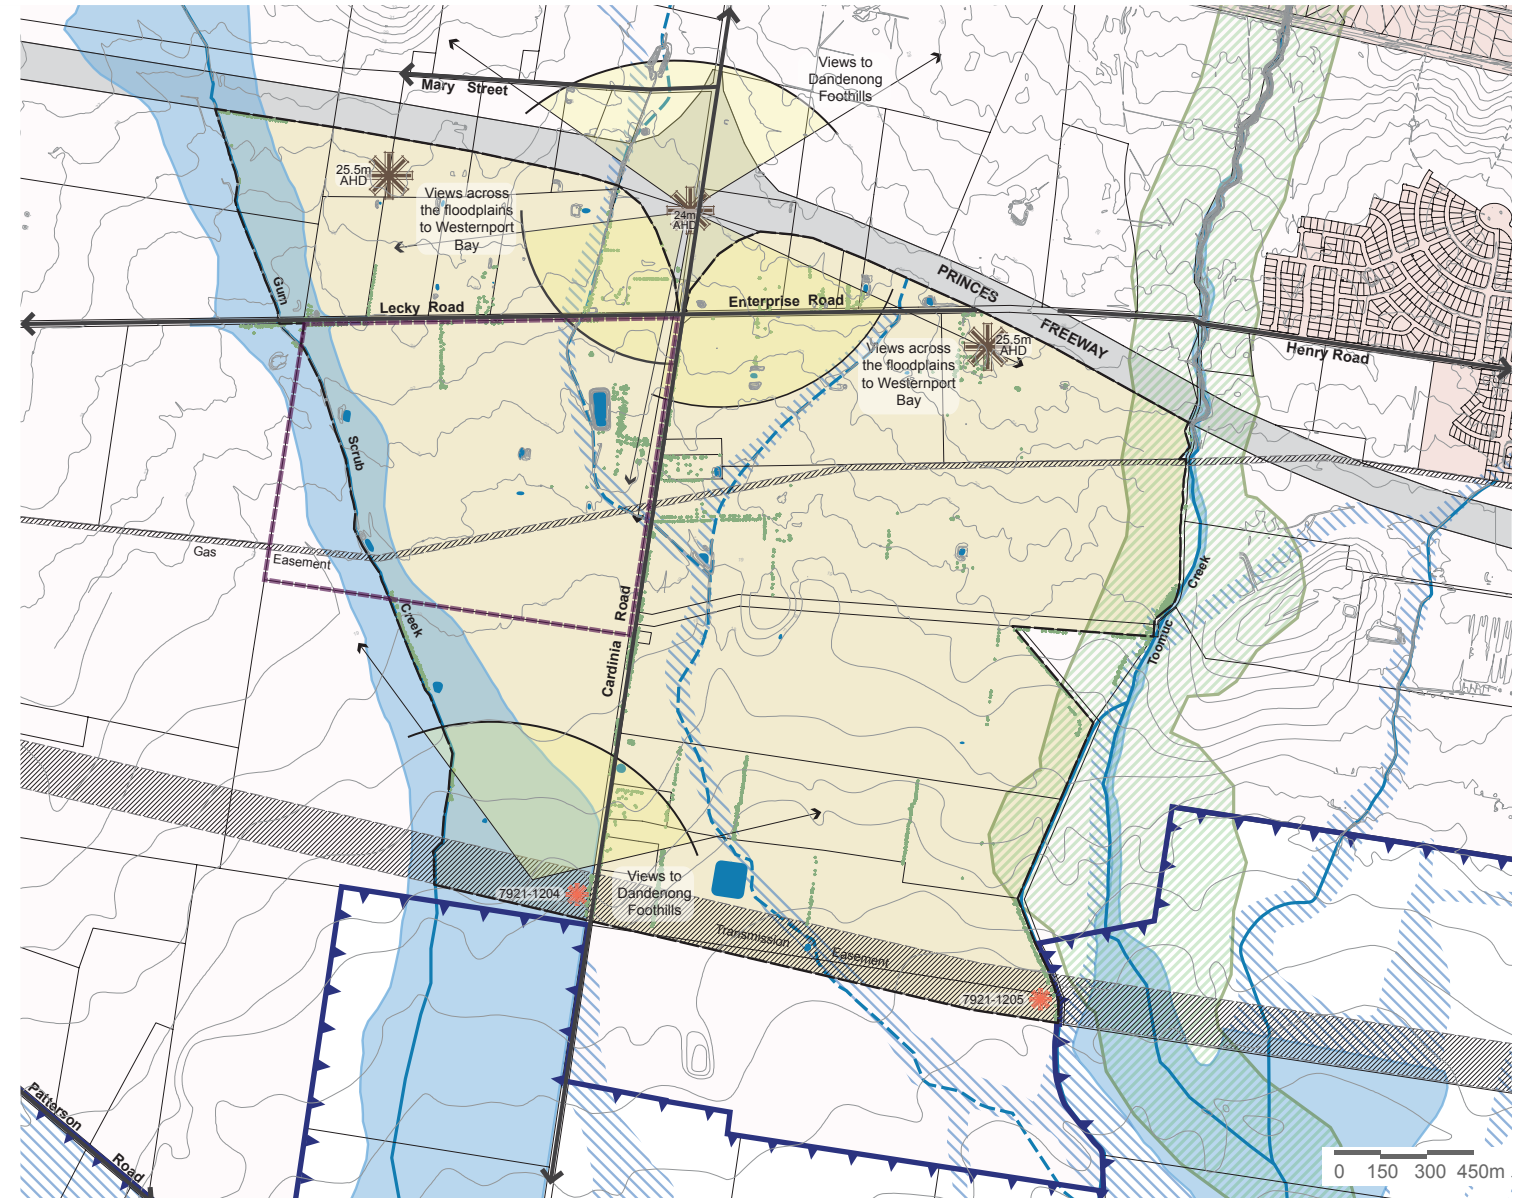 Views to
Dandenong
Foothills
Mary Street
25.5m
AHD
Views across
the floodplains
to Westernport
Bay
24m
AHD
PRINCES
FREEWAY
Gum
Scrub
Creek
Lecky Road
Enterprise Road
Henry Road
25.5m
AHD
Views across
the floodplains
to Westernport
Bay
Gas
Easement
Cardinia Road
Toomuc
Creek
7921-1204
Views to
Dandenong
Foothills
Transmission
Easement
7921-1205
Patterson
Road
0 150 300 450m